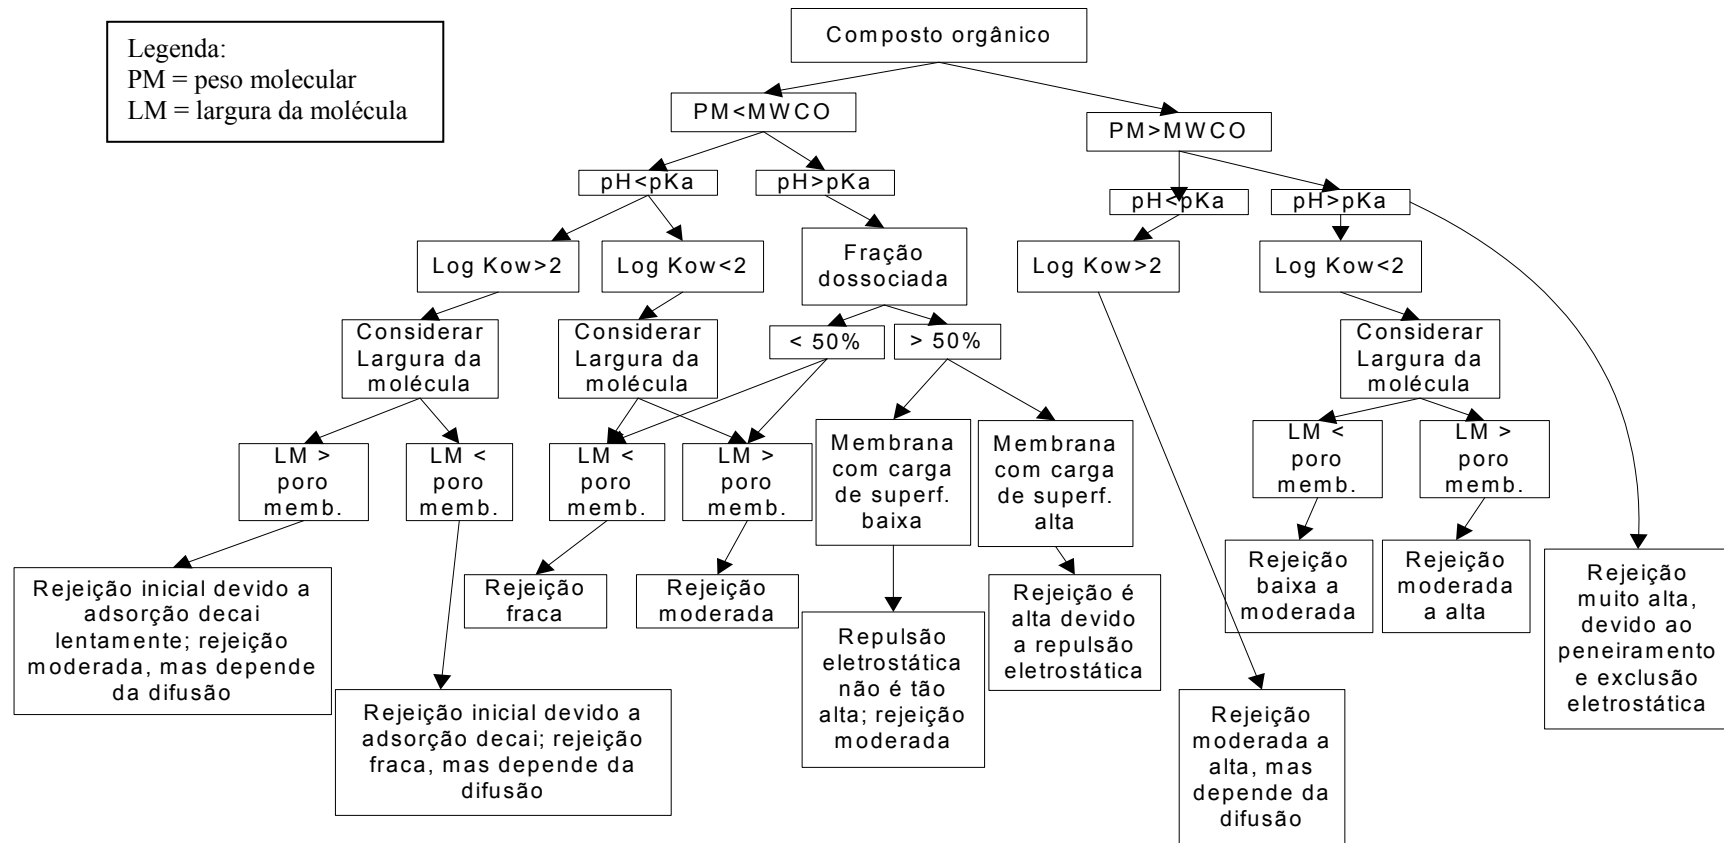 Legenda:
PM = peso molecular
LM = largura da molécula
Composto orgânico
PM<MWCO
PM>MWCO
pH<pKa
pH>pKa
pH<pKa
pH>pKa
Log Kow>2
Log Kow<2
Fração
dossociada
Log Kow>2
Log Kow<2
Considerar
Largura da
molécula
Considerar
Largura da
molécula
< 50%
> 50%
Considerar
Largura da
molécula
LM >
poro
memb.
LM <
poro
memb.
LM <
poro
memb.
LM >
poro
memb.
Membrana
com carga
de superf.
baixa
Membrana
com carga
de superf.
alta
LM <
poro
memb.
LM >
poro
memb.
Rejeição inicial devido a
adsorção decai
lentamente; rejeição
moderada, mas depende
da difusão
Rejeição inicial devido a
adsorção decai; rejeição
fraca, mas depende da
difusão
Rejeição
fraca
Rejeição
moderada
Repulsão
eletrostática
não é tão
alta; rejeição
moderada
Rejeição é
alta devido
a repulsão
eletrostática
Rejeição
moderada a
alta, mas
depende da
difusão
Rejeição
baixa a
moderada
Rejeição
moderada
a alta
Rejeição
muito alta,
devido ao
peneiramento
e exclusão
eletrostática